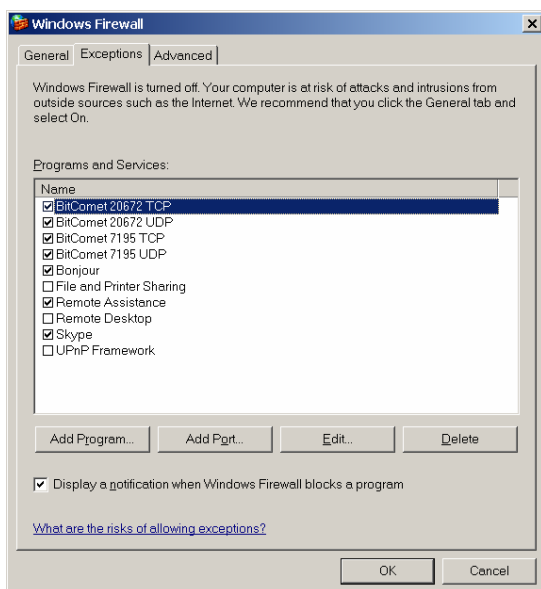 Windows Firewall
General Exceptions Advanced
Windows Firewall is turned off. Your computer is at risk of attacks and intrusions from
outside sources such as the Internet. We recommend that you click the General tab and
select On.
Programs and Services:
Name
BitComet 20672 TCP
BitComet 20672 UDP
BitComet 7195 TCP
BitComet 7195 UDP
Bonjour
File and Printer Sharing
Remote Assistance
Remote Desktop
Skype
UPnP Framework
Add Program... Add Port... Edit... Delete
Display a notification when Windows Firewall blocks a program
What are the risks of allowing exceptions?
OK Cancel